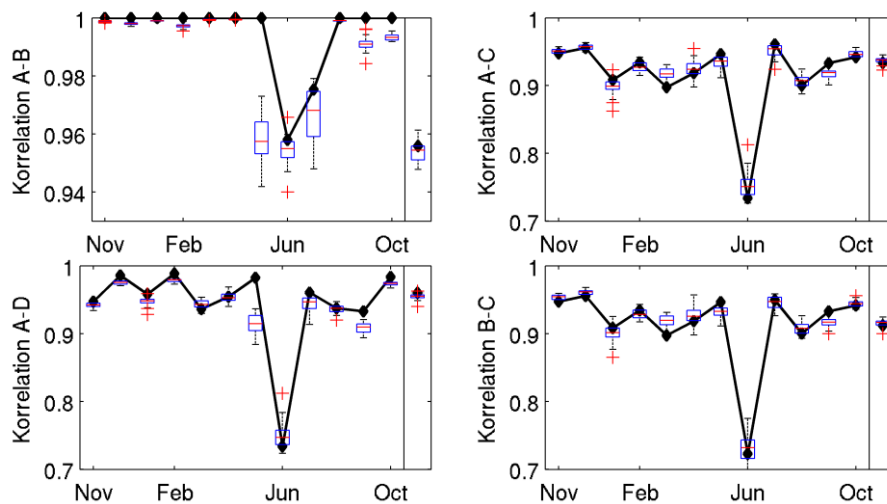 Korrelation A-B
1
0.98
0.96
0.94
Nov Feb Jun Oct
Korrelation A-C
1
0.9
0.8
0.7
Nov Feb Jun Oct
Korrelation A-D
1
0.9
0.8
0.7
Nov Feb Jun Oct
Korrelation B-C
1
0.9
0.8
0.7
Nov Feb Jun Oct